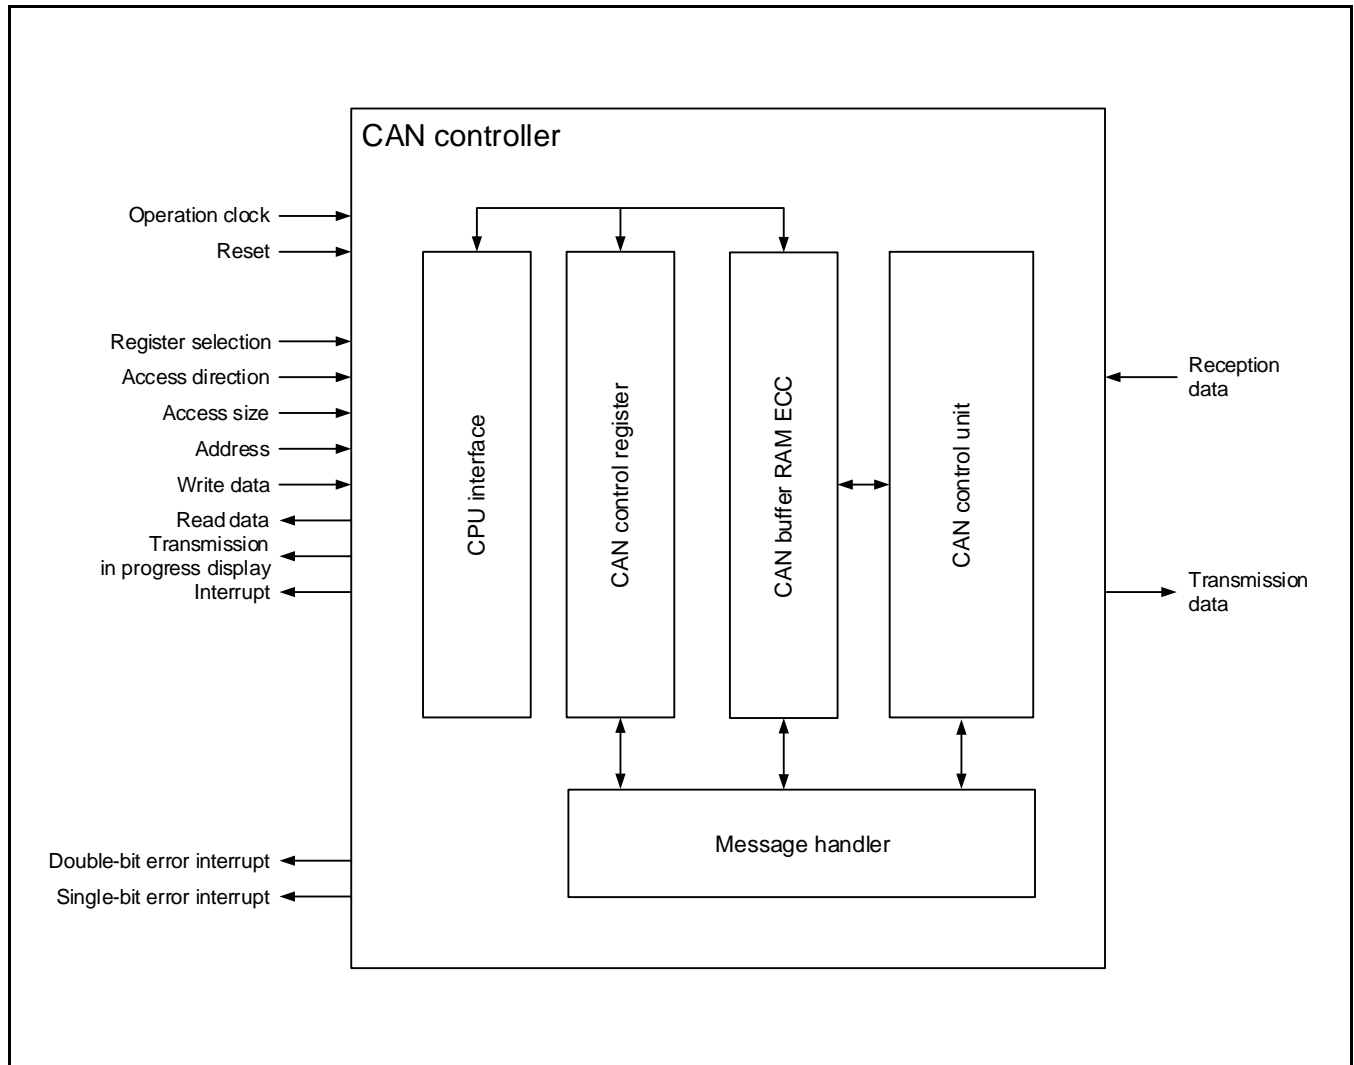 CAN controller
Operation clock
Reset
Register selection
Access direction
Access size
Address
Write data
Read data
Transmission
in progress display
Interrupt
Double-bit error interrupt
Single-bit error interrupt
CPU interface
CAN control register
CAN buffer RAM ECC
CAN control unit
Message handler
Reception
data
Transmission
data